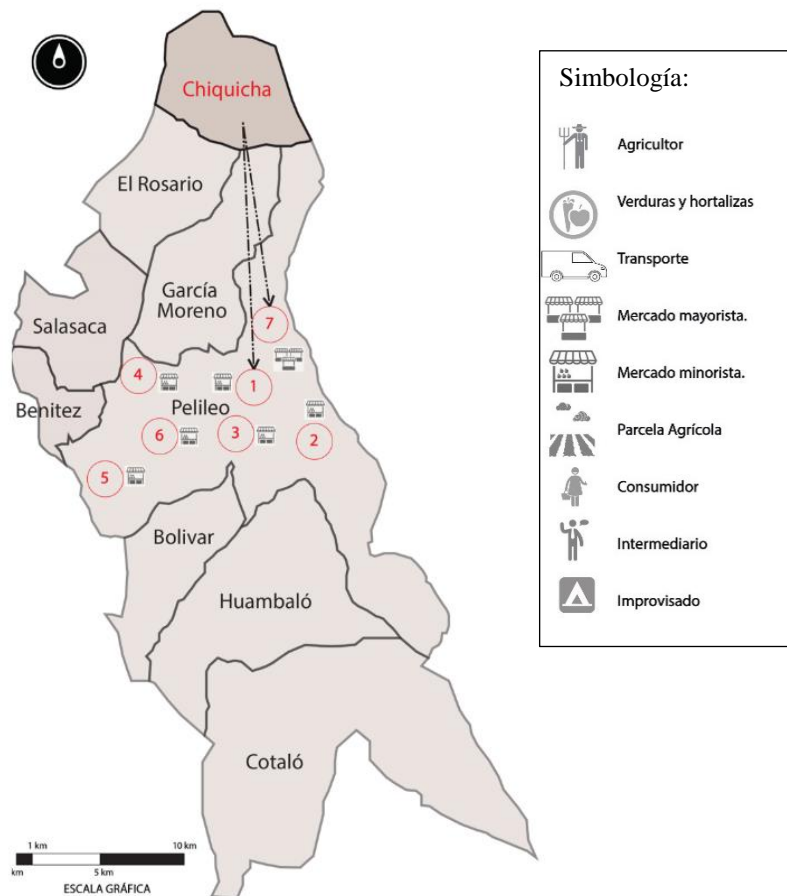 Chiquicha
El Rosario
García
Moreno
Salasaca
7
4
1
Benitez
Pelileo
6
3
2
5
Bolivar
Huambaló
Cotaló
1 km
10 km
km
5 km
ESCALA GRÁFICA
Simbología:
Agricultor
Verduras y hortalizas
Transporte
Mercado mayorista.
Mercado minorista.
Parcela Agrícola
Consumidor
Intermediario
Improvisado